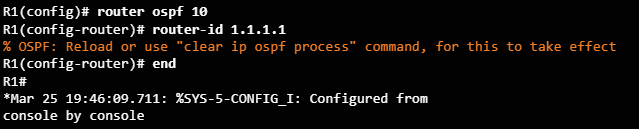 R1(config)# router ospf 10
R1(config-router)# router-id 1.1.1.1
% OSPF: Reload or use "clear ip ospf process" command, for this to take effect
R1(config-router)# end
R1#
*Mar 25 19:46:09.711: %SYS-5-CONFIG_I: Configured from
console by console